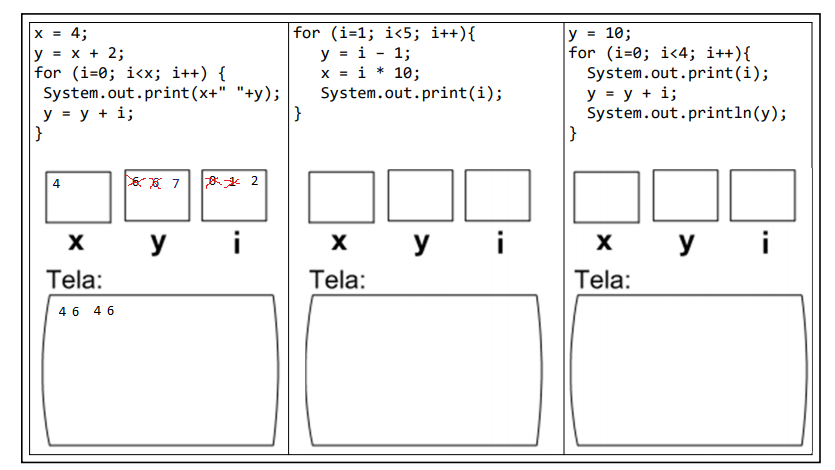 x = 4;
y = x + 2;
for (i=0; i<x; i++) {
System.out.print(x+" "+y);
y = y + i;
}
4
6 6 7
0 1 2
x y i
Tela:
4 6 4 6
for (i=1; i<5; i++){
y = i – 1;
x = i * 10;
System.out.print(i);
}
x y i
Tela:
y = 10;
for (i=0; i<4; i++){
System.out.print(i);
y = y + i;
System.out.println(y);
}
x y i
Tela: